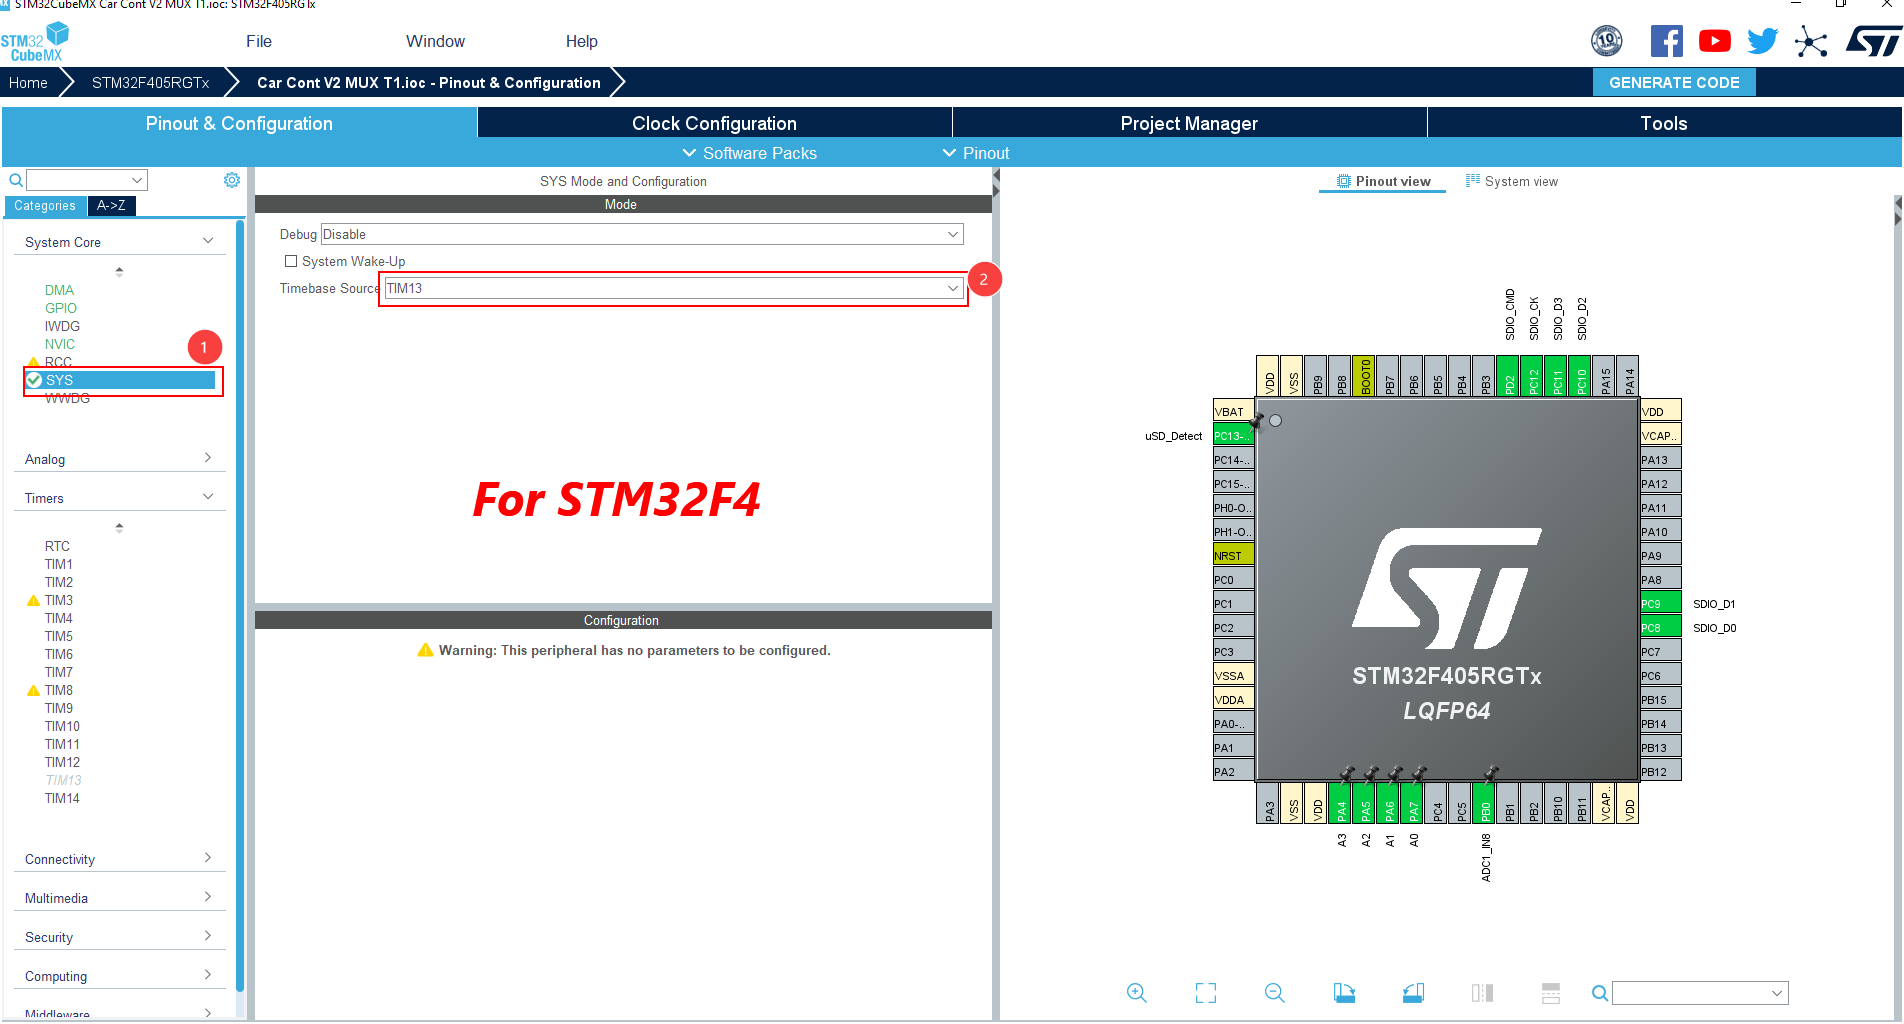 STM32CubeMX Car Cont V2 MUX T1.ioc: STM32F405RGTx
STM32
CubeMX
File
Window
Help
10
Home
STM32F405RGTx
Car Cont V2 MUX T1.ioc - Pinout & Configuration
GENERATE CODE
Pinout & Configuration
Clock Configuration
Project Manager
Tools
Software Packs
Pinout
Categories
A->Z
System Core
DMA
GPIO
IWDG
NVIC
RCC
SYS
WWDG
1
Analog
Timers
RTC
TIM1
TIM2
TIM3
TIM4
TIM5
TIM6
TIM7
TIM8
TIM9
TIM10
TIM11
TIM12
TIM13
TIM14
Connectivity
Multimedia
Security
Computing
Middleware
SYS Mode and Configuration
Mode
Debug Disable
System Wake-Up
Timebase Source TIM13
2
For STM32F4
Configuration
Warning: This peripheral has no parameters to be configured.
Pinout view
System view
SDIO_CMD
SDIO_CK
SDIO_D3
SDIO_D2
VDD
VSS
PB9
PB8
BOOT0
PB7
PB6
PB5
PB4
PB3
PD2
PC12
PC11
PC10
PA15
PA14
VBAT
uSD_Detect
PC13-..
PC14-..
PC15-..
PH0-O..
PH1-O..
NRST
PC0
PC1
PC2
PC3
VSSA
VDDA
PA0-..
PA1
PA2
VDD
VCAP..
PA13
PA12
PA11
PA10
PA9
PA8
PC9 SDIO_D1
PC8 SDIO_D0
PC7
PC6
PB15
PB14
PB13
PB12
ST
STM32F405RGTx
LQFP64
PA3
VSS
VDD
PA4
PA5
PA6
PA7
PC4
PC5
PB0
PB1
PB2
PB10
PB11
VCAP..
VDD
A3
A2
A1
A0
ADC1_IN8